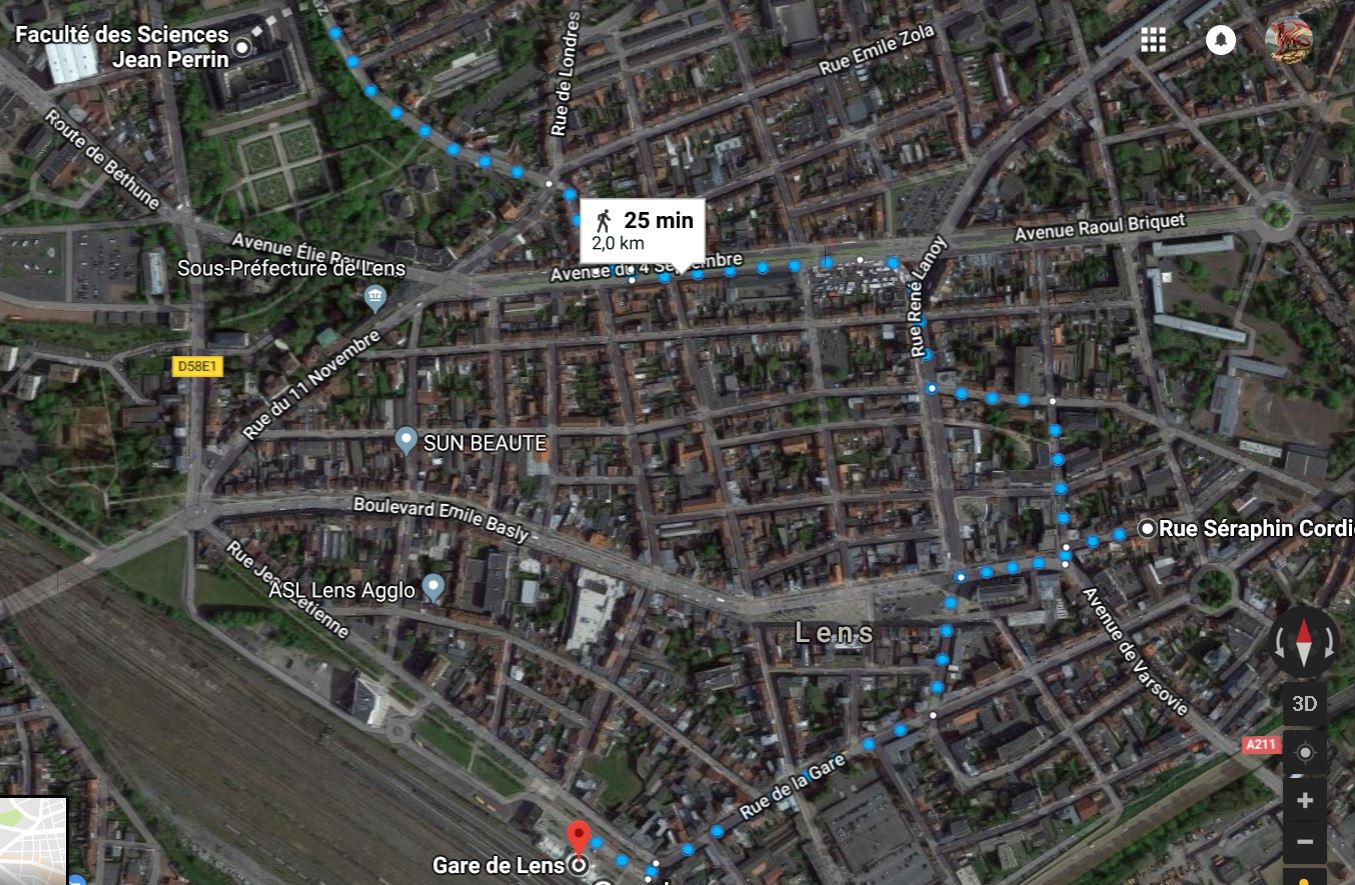 Faculté des Sciences
Jean Perrin
Rue de Londres
Rue Emile Zola
Route de Béthune
25 min
2,0 km
Avenue Raoul Briquet
Avenue Élie
Sous-Préfecture de Lens
Avenue du 4 Septembre
Rue René Lanoy
D58E1
Rue du 11 Novembre
SUN BEAUTE
Boulevard Emile Basly
Rue Séraphin Cordi
Rue Jean Letienne
ASL Lens Agglo
Lens
Avenue de Varsovie
3D
A211
Rue de la Gare
Gare de Lens